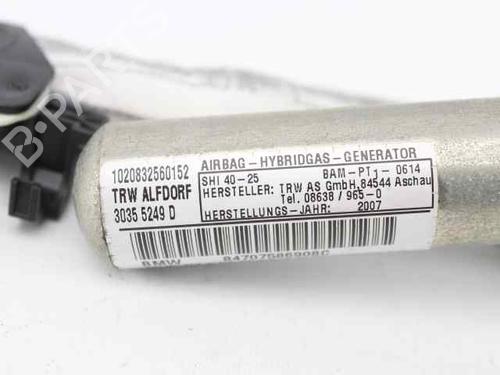 B-PARTS
1020832560152
TRW ALFDORF
3035 5249 D
AIRBAG-HYBRIDGAS-GENERATOR
SHI 40-25 BAM-PT1-0614
HERSTELLER: TRW AS GmbH, 84544 Aschau
Tel. 08638 / 965-0
HERSTELLUNGS-JAHR: 2007
BMW 84707686908C